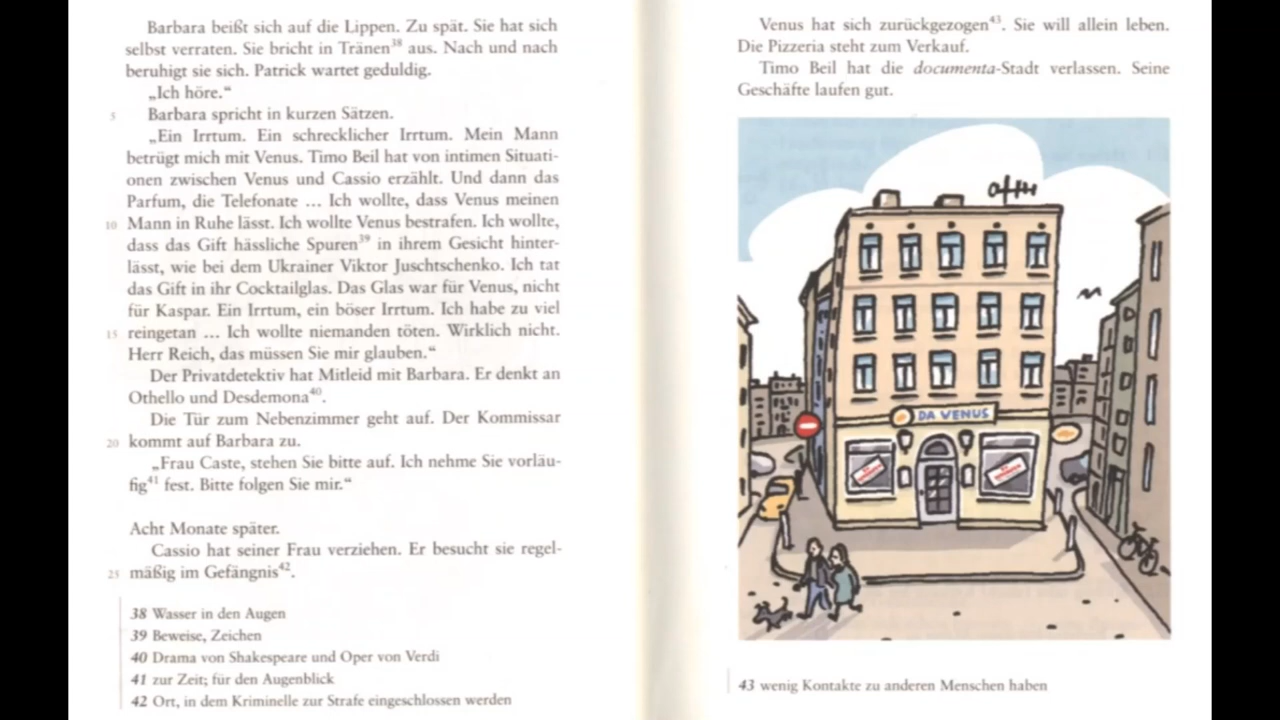 Barbara beißt sich auf die Lippen. Zu spät. Sie hat sich
selbst verraten. Sie bricht in Tränen³⁸ aus. Nach und nach
beruhigt sie sich. Patrick wartet geduldig.
„Ich höre.“
5 Barbara spricht in kurzen Sätzen.
„Ein Irrtum. Ein schrecklicher Irrtum. Mein Mann
betrügt mich mit Venus. Timo Beil hat von intimen Situati-
onen zwischen Venus und Cassio erzählt. Und dann das
Parfum, die Telefonate ... Ich wollte, dass Venus meinen
10 Mann in Ruhe lässt. Ich wollte Venus bestrafen. Ich wollte,
dass das Gift hässliche Spuren³⁹ in ihrem Gesicht hinter-
lässt, wie bei dem Ukrainer Viktor Juschtschenko. Ich tat
das Gift in ihr Cocktailglas. Das Glas war für Venus, nicht
für Kaspar. Ein Irrtum, ein böser Irrtum. Ich habe zu viel
15 reingetan ... Ich wollte niemanden töten. Wirklich nicht.
Herr Reich, das müssen Sie mir glauben.“
Der Privatdetektiv hat Mitleid mit Barbara. Er denkt an
Othello und Desdemona⁴⁰.
Die Tür zum Nebenzimmer geht auf. Der Kommissar
20 kommt auf Barbara zu.
„Frau Caste, stehen Sie bitte auf. Ich nehme Sie vorläu-
fig⁴¹ fest. Bitte folgen Sie mir.“
Acht Monate später.
Cassio hat seiner Frau verziehen. Er besucht sie regel-
25 mäßig im Gefängnis⁴².
38 Wasser in den Augen
39 Beweise, Zeichen
40 Drama von Shakespeare und Oper von Verdi
41 zur Zeit; für den Augenblick
42 Ort, in dem Kriminelle zur Strafe eingeschlossen werden
Venus hat sich zurückgezogen⁴³. Sie will allein leben.
Die Pizzeria steht zum Verkauf.
Timo Beil hat die documenta-Stadt verlassen. Seine
Geschäfte laufen gut.
DA VENUS
43 wenig Kontakte zu anderen Menschen haben